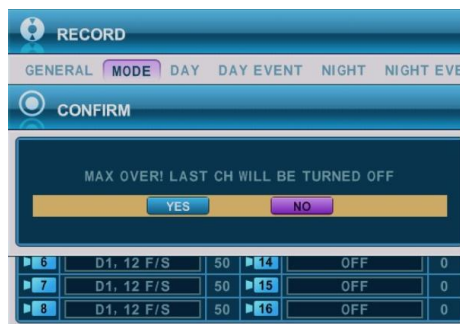 RECORD
GENERAL MODE DAY DAY EVENT NIGHT NIGHT EVE
CONFIRM
MAX OVER! LAST CH WILL BE TURNED OFF
YES NO
6 D1, 12 F/S 50 14 OFF 0
7 D1, 12 F/S 50 15 OFF 0
8 D1, 12 F/S 50 16 OFF 0